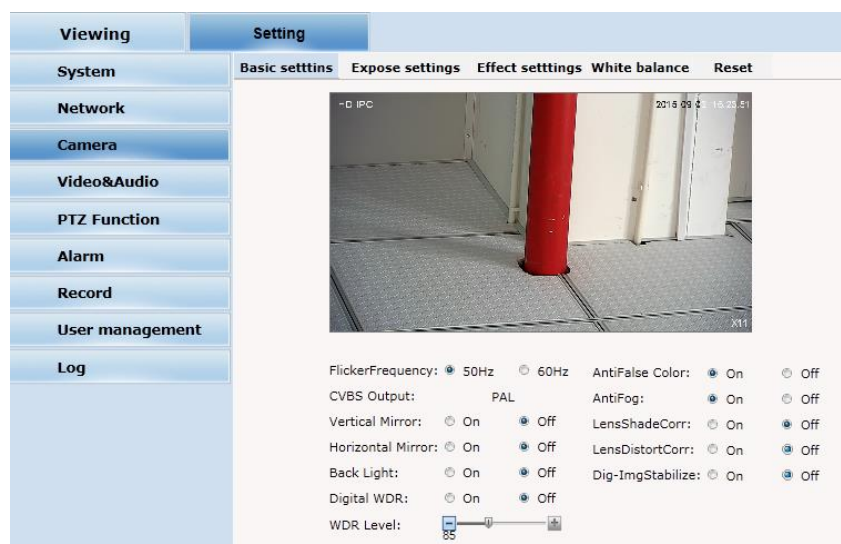 Viewing Setting
System
Network
Camera
Video&Audio
PTZ Function
Alarm
Record
User management
Log
Basic setttins Expose settings Effect setttings White balance Reset
-D IPC
X11
FlickerFrequency: 50Hz 60Hz
CVBS Output: PAL
Vertical Mirror: On Off
Horizontal Mirror: On Off
Back Light: On Off
Digital WDR: On Off
WDR Level: 85
AntiFalse Color: On Off
AntiFog: On Off
LensShadeCorr: On Off
LensDistortCorr: On Off
Dig-ImgStabilize: On Off